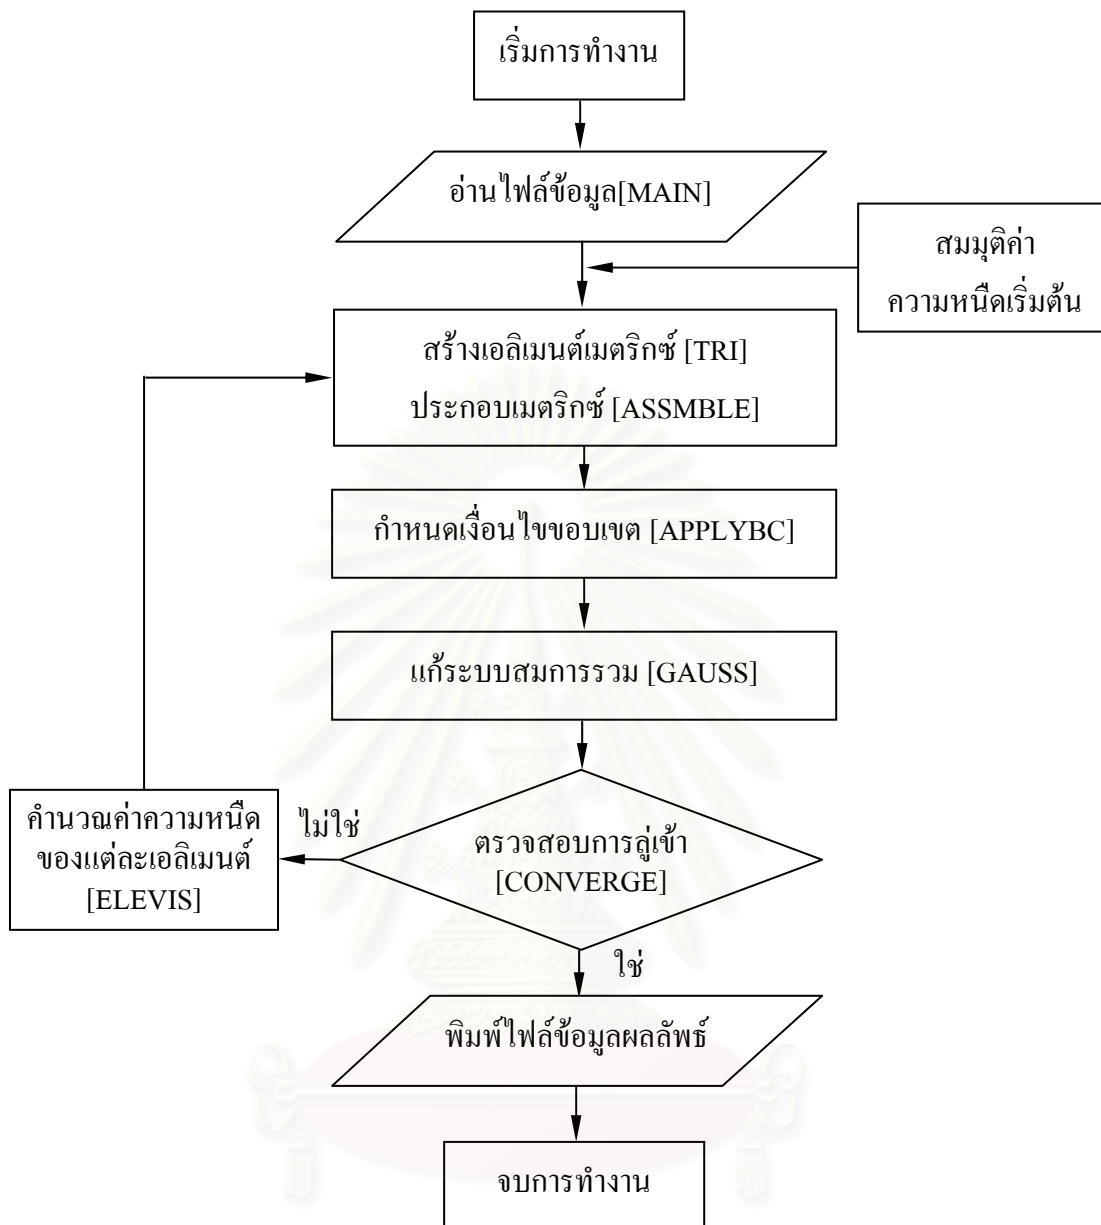 เริ่มการทำงาน
อ่านไฟล์ข้อมูล[MAIN]
สมมุติค่า
ความหนืดเริ่มต้น
สร้างเอลิเมนต์เมตริกซ์ [TRI]
ประกอบเมตริกซ์ [ASSMBLE]
กำหนดเงื่อนไขขอบเขต [APPLYBC]
แก้ระบบสมการรวม [GAUSS]
ตรวจสอบการลู่เข้า
[CONVERGE]
ไม่ใช่
คำนวณค่าความหนืด
ของแต่ละเอลิเมนต์
[ELEVIS]
ใช่
พิมพ์ไฟล์ข้อมูลผลลัพธ์
จบการทำงาน